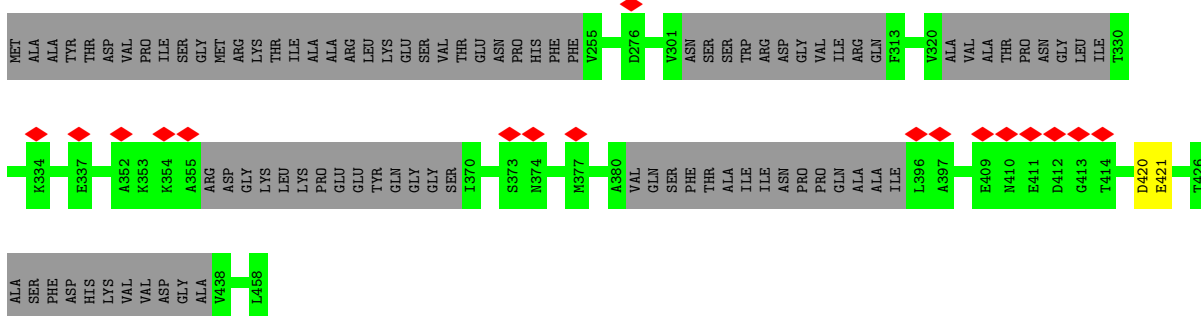 MET ALA ALA TYR THR ASP VAL PRO ILE SER GLY MET ARG LYS THR ILE ALA ALA ARG LEU LYS GLU SER VAL THR GLU ASN PRO HIS PHE PHE V255 D276 V301 ASN SER SER TRP ARG ASP GLY VAL ILE ARG GLN F313 V320 ALA VAL ALA THR PRO ASN GLY LEU ILE T330
K334 E337 A352 K353 K354 A355 ARG ASP GLY LYS LEU LYS PRO GLU GLU TYR GLN GLY GLY SER I370 S373 N374 M377 A380 VAL GLN SER PHE THR ALA ILE ILE ASN PRO PRO GLN ALA ALA ILE L396 A397 E409 N410 E411 D412 G413 T414 D420 E421 T426
ALA SER PHE ASP HIS LYS VAL VAL ASP GLY ALA V438 L458